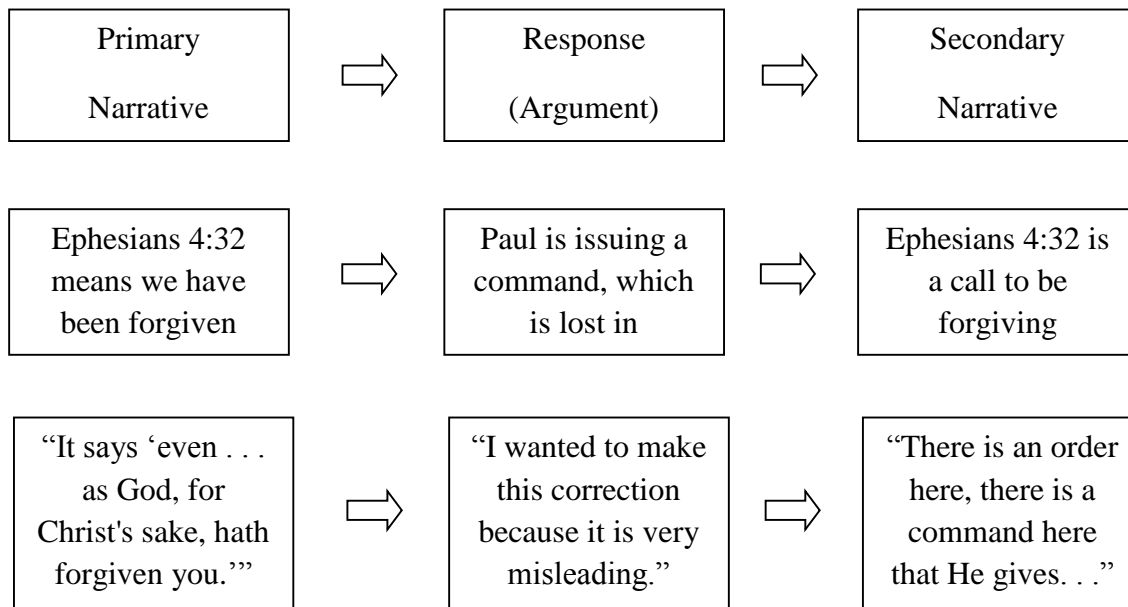 Primary
Narrative
Response
(Argument)
Secondary
Narrative
Ephesians 4:32
means we have
been forgiven
Paul is issuing a
command, which
is lost in
Ephesians 4:32 is
a call to be
forgiving
“It says ‘even . . .
as God, for
Christ's sake, hath
forgiven you.’”
“I wanted to make
this correction
because it is very
misleading.”
“There is an order
here, there is a
command here
that He gives. . .”